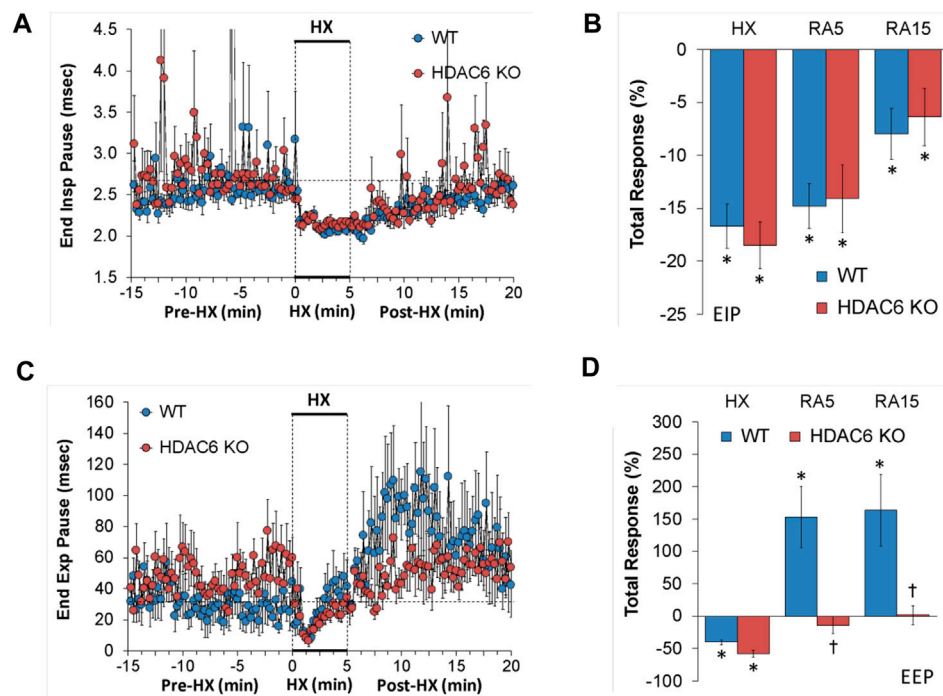 A
HX
WT
HDAC6 KO
End Insp Pause (msec)
4.5
4.0
3.5
3.0
2.5
2.0
1.5
-15 -10 -5 0 5 10 15 20
Pre-HX (min) HX (min) Post-HX (min)
B
HX RA5 RA15
Total Response (%)
0
-5
-10
-15
-20
-25
* * * * * *
WT
HDAC6 KO
EIP
C
HX
WT
HDAC6 KO
End Exp Pause (msec)
160
140
120
100
80
60
40
20
0
-15 -10 -5 0 5 10 15 20
Pre-HX (min) HX (min) Post-HX (min)
D
HX RA5 RA15
WT HDAC6 KO
Total Response (%)
300
250
200
150
100
50
0
-50
-100
* * * † * †
EEP